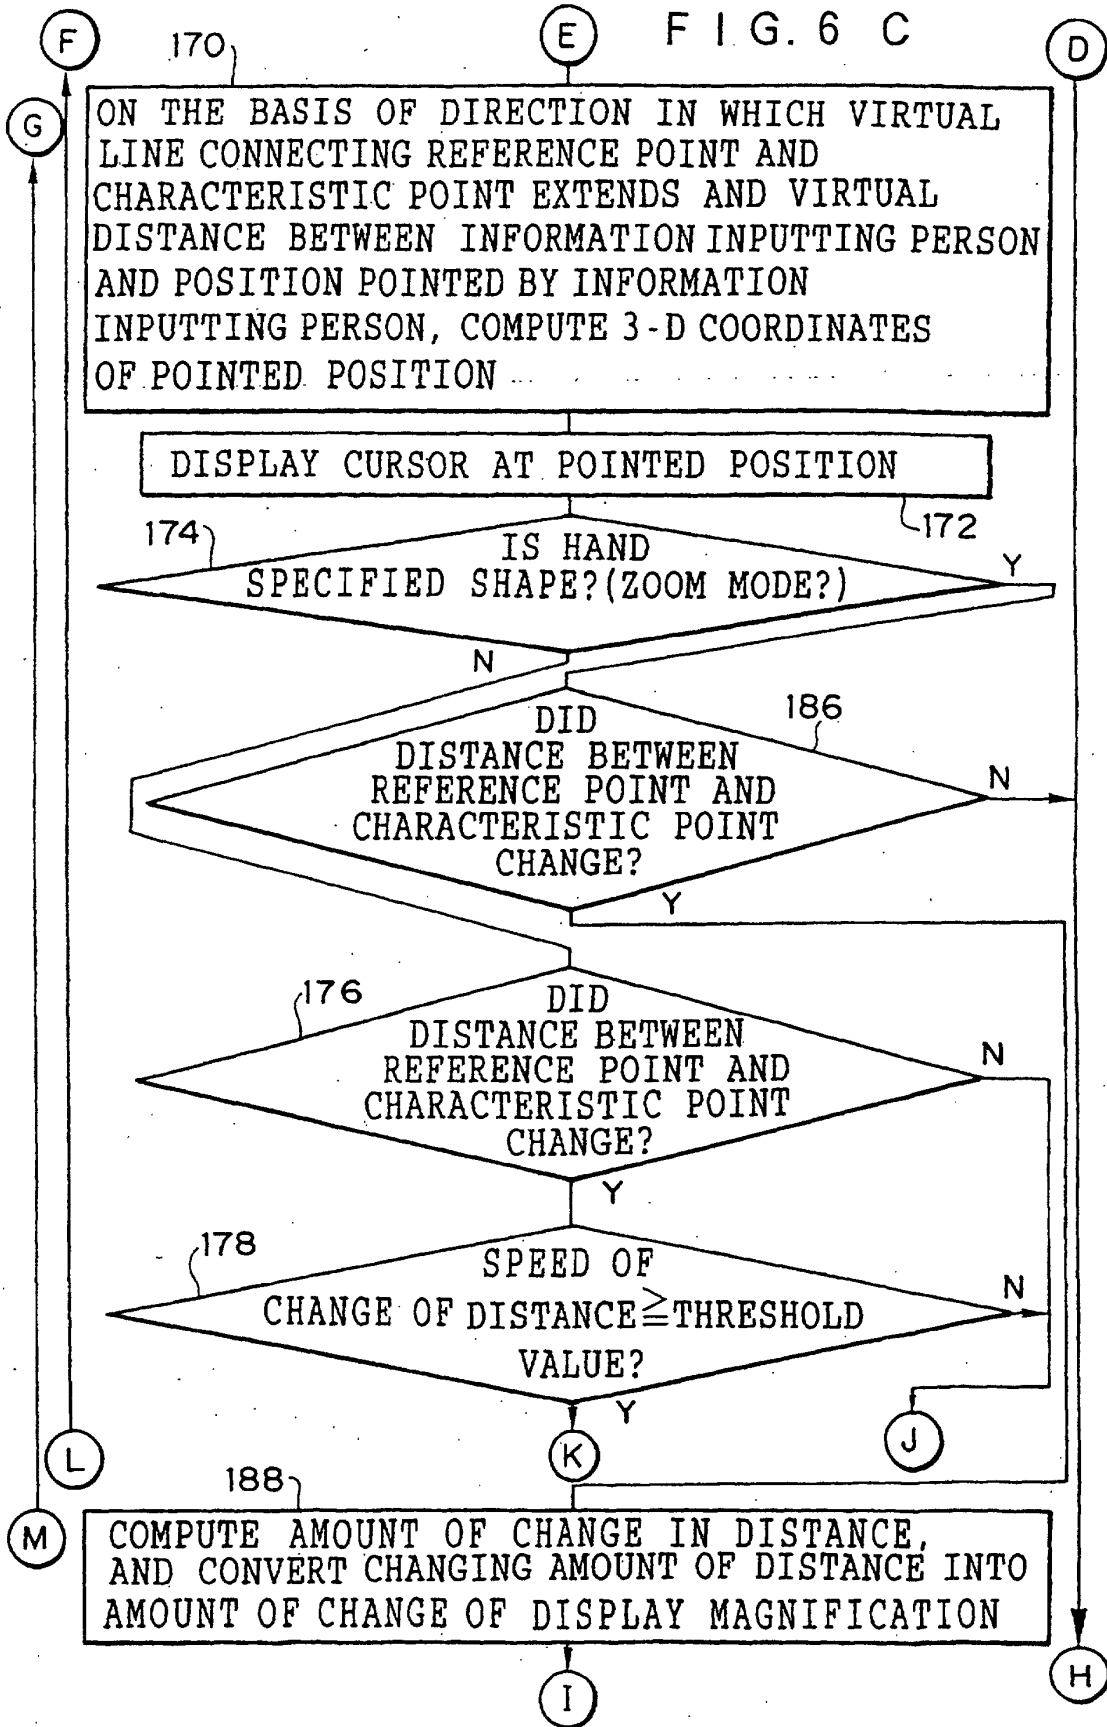 F
170
E
F I G. 6 C
D
G
ON THE BASIS OF DIRECTION IN WHICH VIRTUAL
LINE CONNECTING REFERENCE POINT AND
CHARACTERISTIC POINT EXTENDS AND VIRTUAL
DISTANCE BETWEEN INFORMATION INPUTTING PERSON
AND POSITION POINTED BY INFORMATION
INPUTTING PERSON, COMPUTE 3-D COORDINATES
OF POINTED POSITION
DISPLAY CURSOR AT POINTED POSITION
172
174
IS HAND
SPECIFIED SHAPE?(ZOOM MODE?)
Y
N
186
DID
DISTANCE BETWEEN
REFERENCE POINT AND
CHARACTERISTIC POINT
CHANGE?
N
Y
176
DID
DISTANCE BETWEEN
REFERENCE POINT AND
CHARACTERISTIC POINT
CHANGE?
N
Y
178
SPEED OF
CHANGE OF DISTANCE≧THRESHOLD
VALUE?
N
Y
L
K
J
188
M
COMPUTE AMOUNT OF CHANGE IN DISTANCE,
AND CONVERT CHANGING AMOUNT OF DISTANCE INTO
AMOUNT OF CHANGE OF DISPLAY MAGNIFICATION
H
I